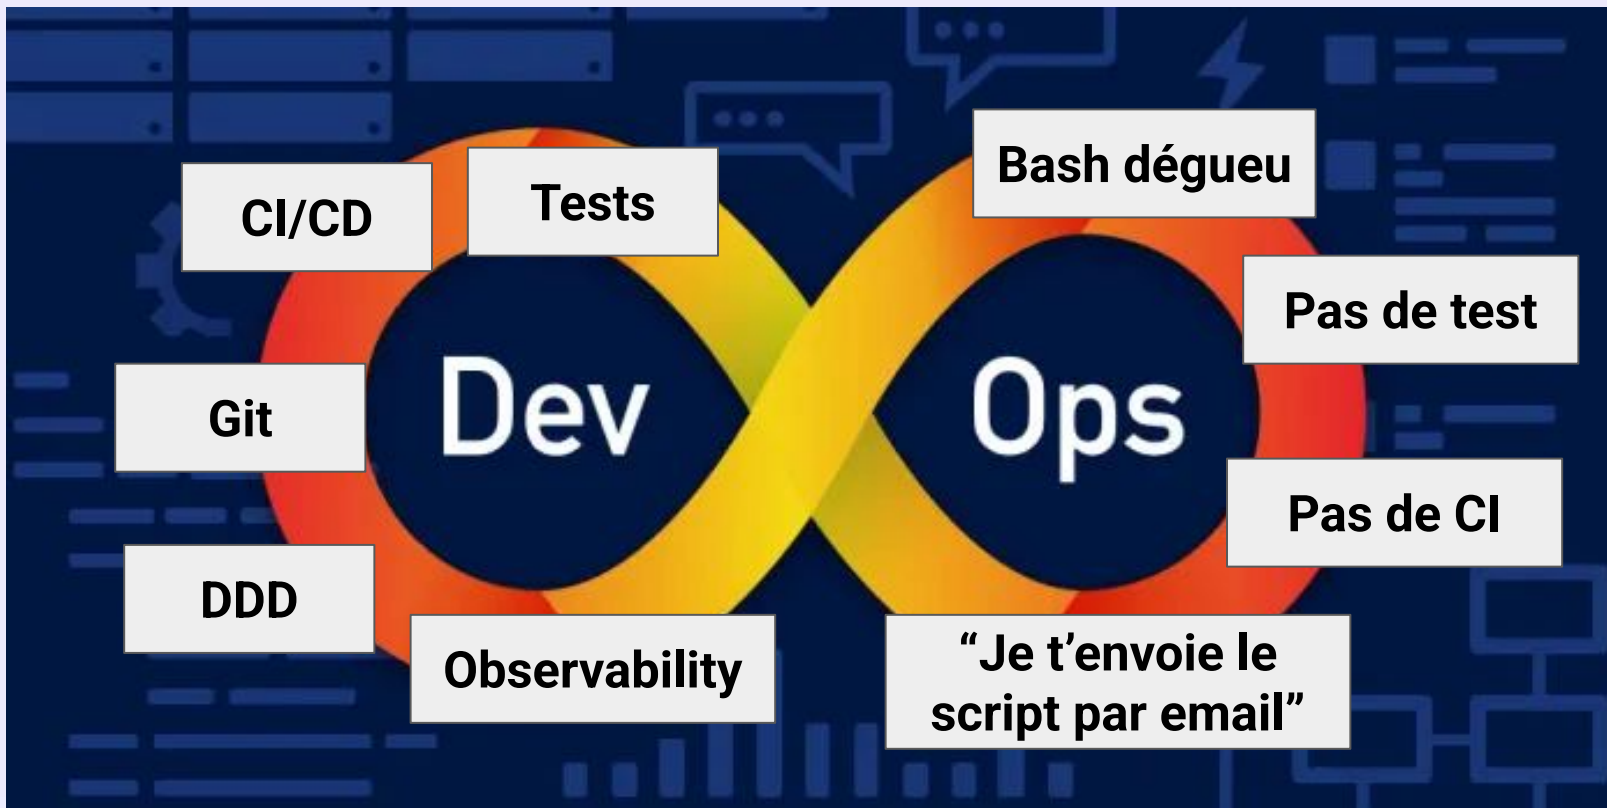 CI/CD
Tests
Git
Dev
DDD
Observability
Bash dégueu
Pas de test
Ops
Pas de CI
“Je t’envoie le
script par email”